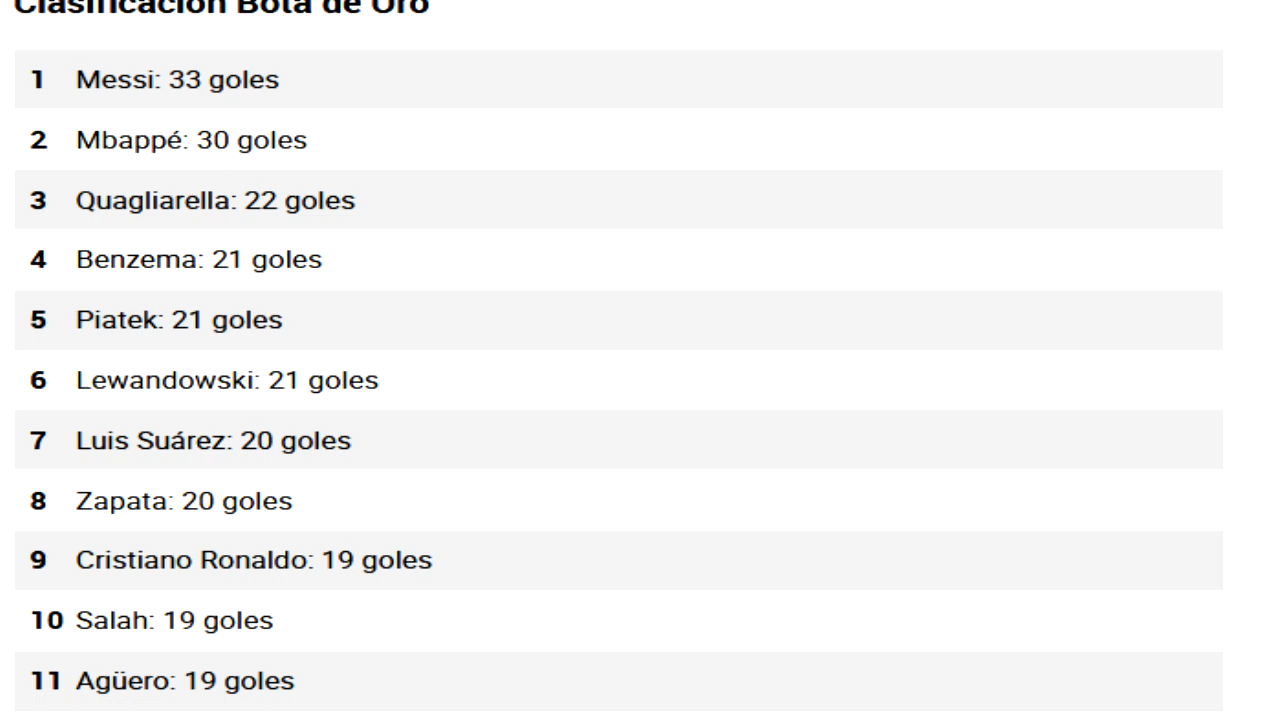 Clasificación Bota de Oro
1 Messi: 33 goles
2 Mbappé: 30 goles
3 Quagliarella: 22 goles
4 Benzema: 21 goles
5 Piatek: 21 goles
6 Lewandowski: 21 goles
7 Luis Suárez: 20 goles
8 Zapata: 20 goles
9 Cristiano Ronaldo: 19 goles
10 Salah: 19 goles
11 Agüero: 19 goles